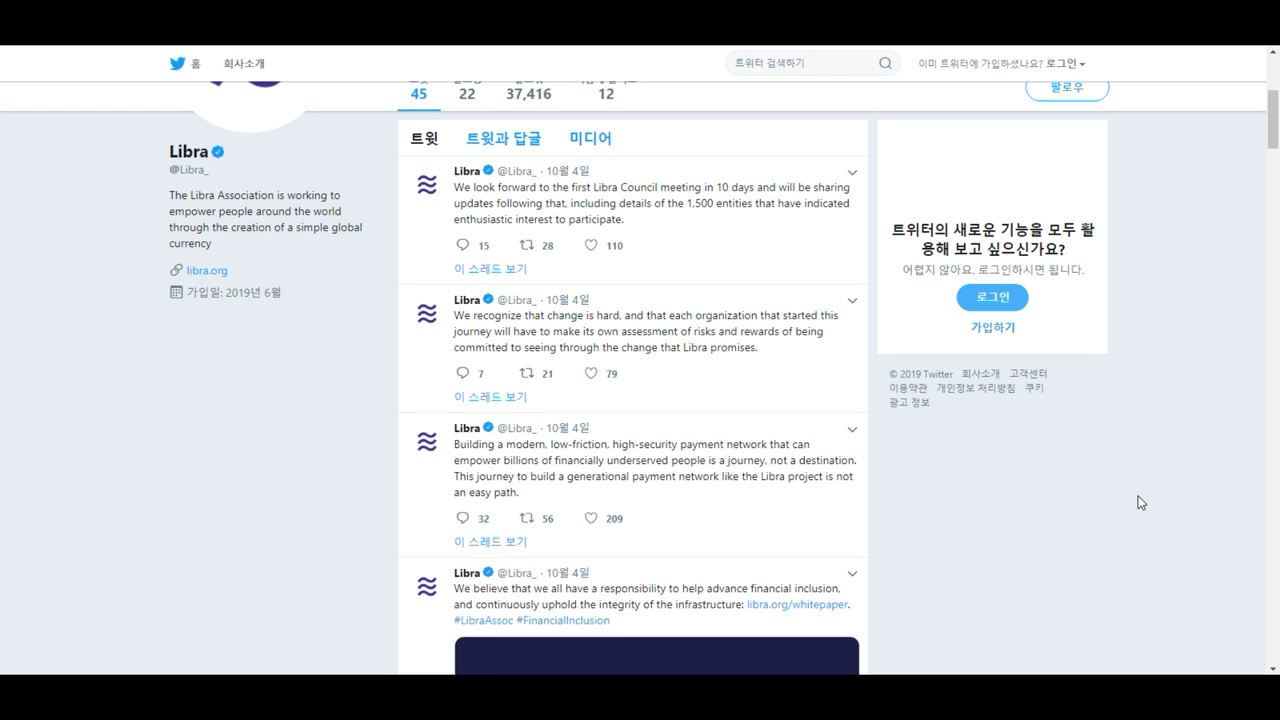 홈 회사소개 트위터 검색하기 이미 트위터에 가입하셨나요? 로그인
45 22 37,416 12 팔로우
Libra
@Libra_
The Libra Association is working to
empower people around the world
through the creation of a simple global
currency
libra.org
가입일: 2019년 6월
트윗 트윗과 답글 미디어
Libra @Libra_ · 10월 4일
We look forward to the first Libra Council meeting in 10 days and will be sharing
updates following that, including details of the 1,500 entities that have indicated
enthusiastic interest to participate.
15 28 110
이 스레드 보기
Libra @Libra_ · 10월 4일
We recognize that change is hard, and that each organization that started this
journey will have to make its own assessment of risks and rewards of being
committed to seeing through the change that Libra promises.
7 21 79
이 스레드 보기
Libra @Libra_ · 10월 4일
Building a modern, low-friction, high-security payment network that can
empower billions of financially underserved people is a journey, not a destination.
This journey to build a generational payment network like the Libra project is not
an easy path.
32 56 209
이 스레드 보기
Libra @Libra_ · 10월 4일
We believe that we all have a responsibility to help advance financial inclusion,
and continuously uphold the integrity of the infrastructure: libra.org/whitepaper.
#LibraAssoc #FinancialInclusion
트위터의 새로운 기능을 모두 활
용해 보고 싶으신가요?
어렵지 않아요. 로그인하시면 됩니다.
로그인
가입하기
© 2019 Twitter 회사소개 고객센터
이용약관 개인정보 처리방침 쿠키
광고 정보